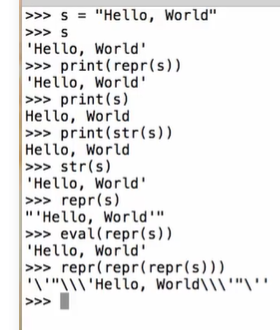 >>> s = "Hello, World"
>>> s
'Hello, World'
>>> print(repr(s))
'Hello, World'
>>> print(s)
Hello, World
>>> print(str(s))
Hello, World
>>> str(s)
'Hello, World'
>>> repr(s)
"'Hello, World'"
>>> eval(repr(s))
'Hello, World'
>>> repr(repr(repr(s)))
'\'"\\\'Hello, World\\\'"\''
>>>